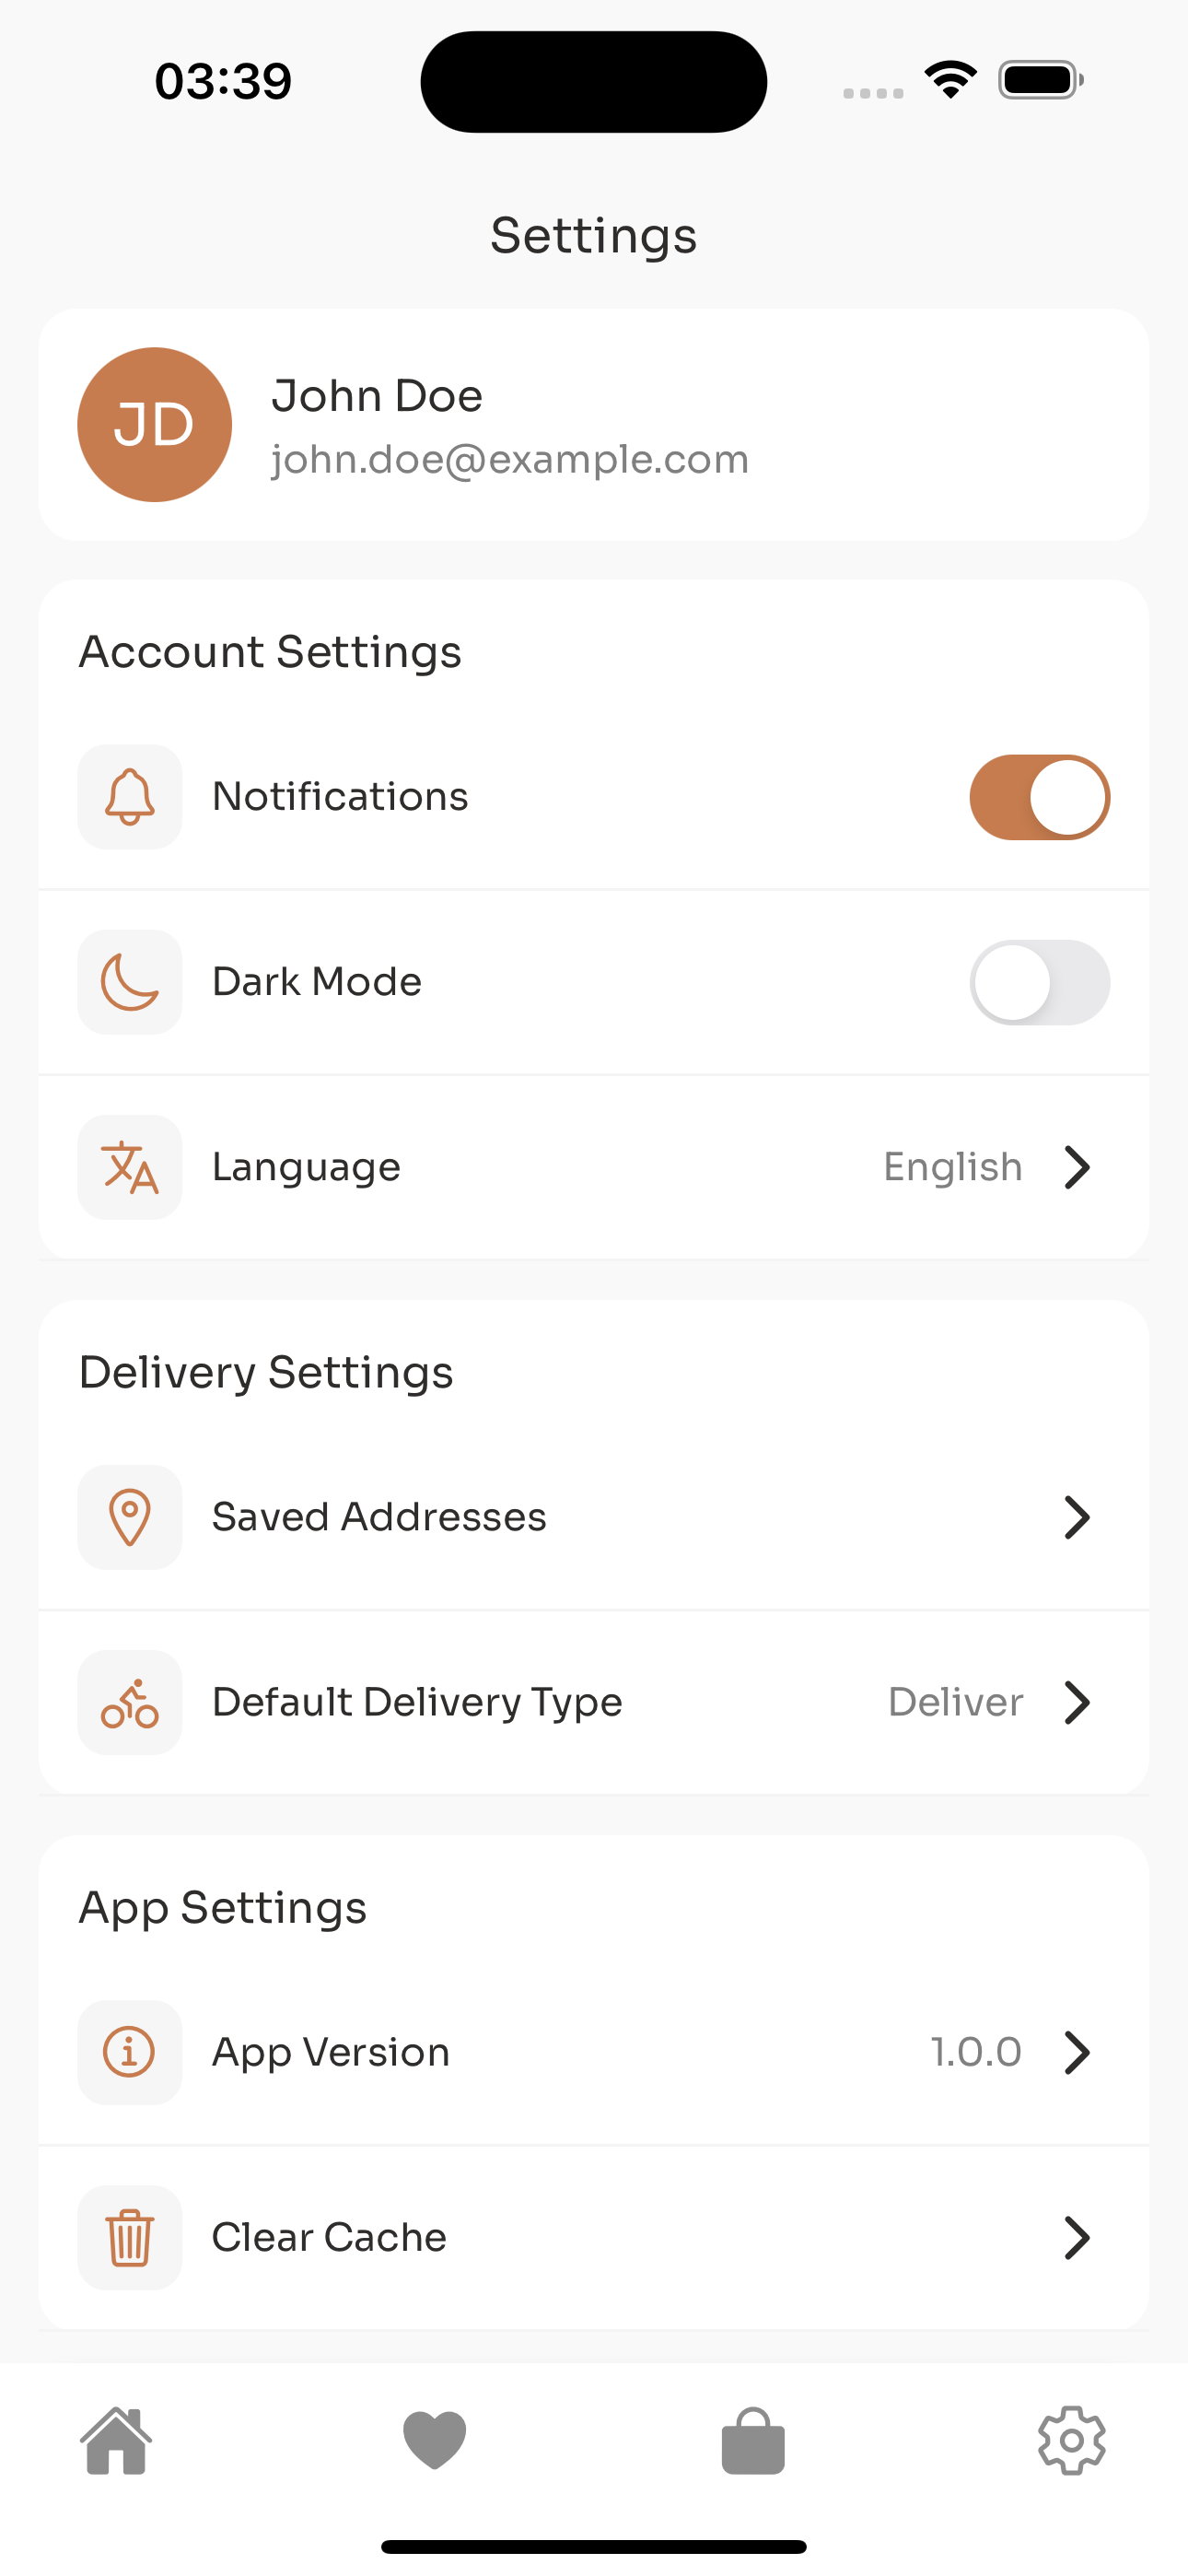 03:39
Settings
JD
John Doe
john.doe@example.com
Account Settings
Notifications
Dark Mode
Language English
Delivery Settings
Saved Addresses
Default Delivery Type Deliver
App Settings
App Version 1.0.0
Clear Cache